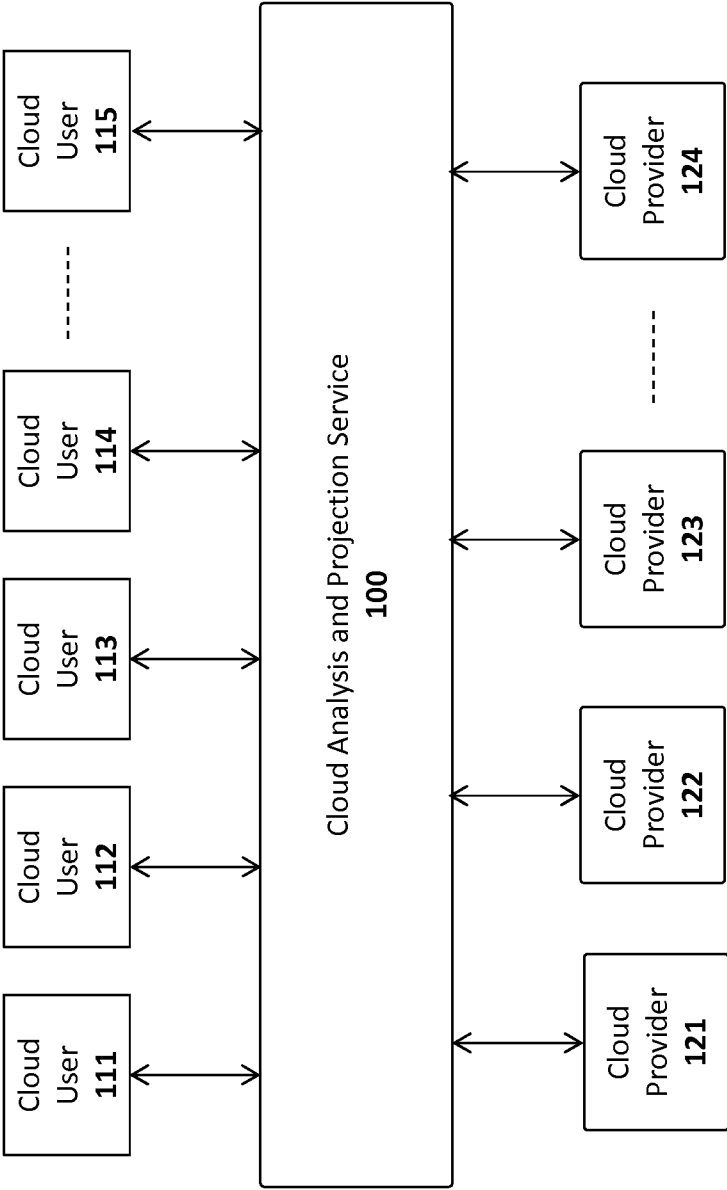 Cloud
User
111
Cloud
User
112
Cloud
User
113
Cloud
User
114
Cloud
User
115
Cloud Analysis and Projection Service
100
Cloud
Provider
121
Cloud
Provider
122
Cloud
Provider
123
Cloud
Provider
124